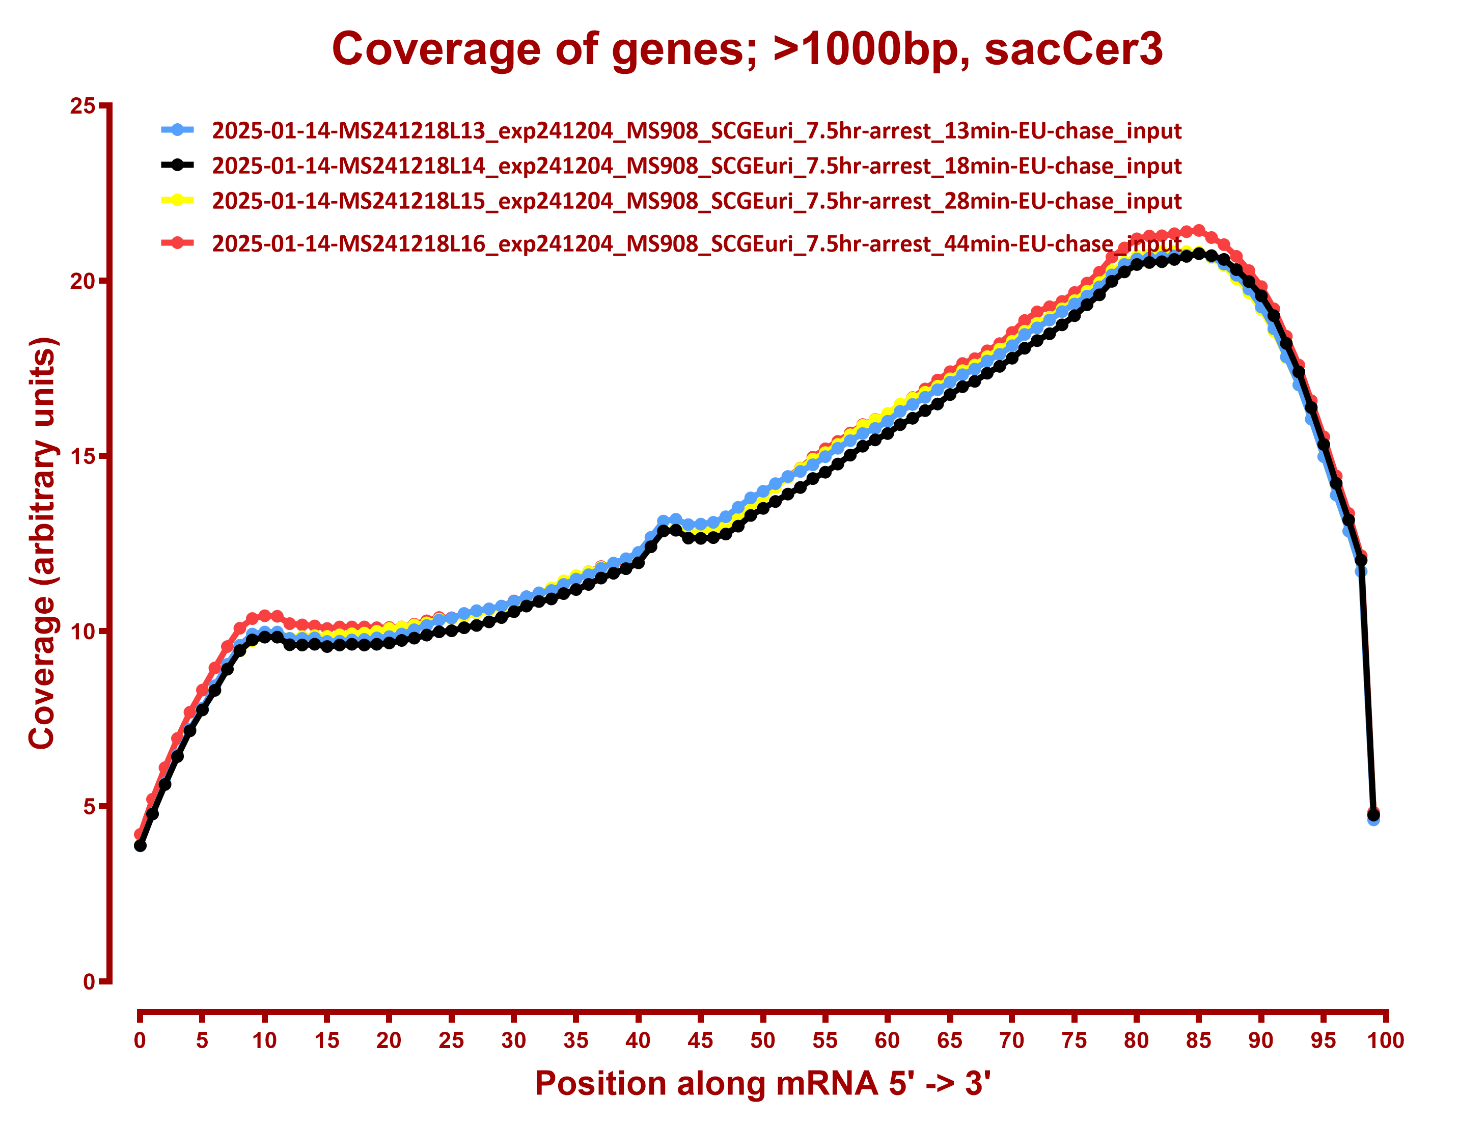 Coverage of genes; >1000bp, sacCer3
25
2025-01-14-MS241218L13_exp241204_MS908_SCGEuri_7.5hr-arrest_13min-EU-chase_input
2025-01-14-MS241218L14_exp241204_MS908_SCGEuri_7.5hr-arrest_18min-EU-chase_input
2025-01-14-MS241218L15_exp241204_MS908_SCGEuri_7.5hr-arrest_28min-EU-chase_input
2025-01-14-MS241218L16_exp241204_MS908_SCGEuri_7.5hr-arrest_44min-EU-chase_input
20
15
10
5
0
Coverage (arbitrary units)
0 5 10 15 20 25 30 35 40 45 50 55 60 65 70 75 80 85 90 95 100
Position along mRNA 5' -> 3'